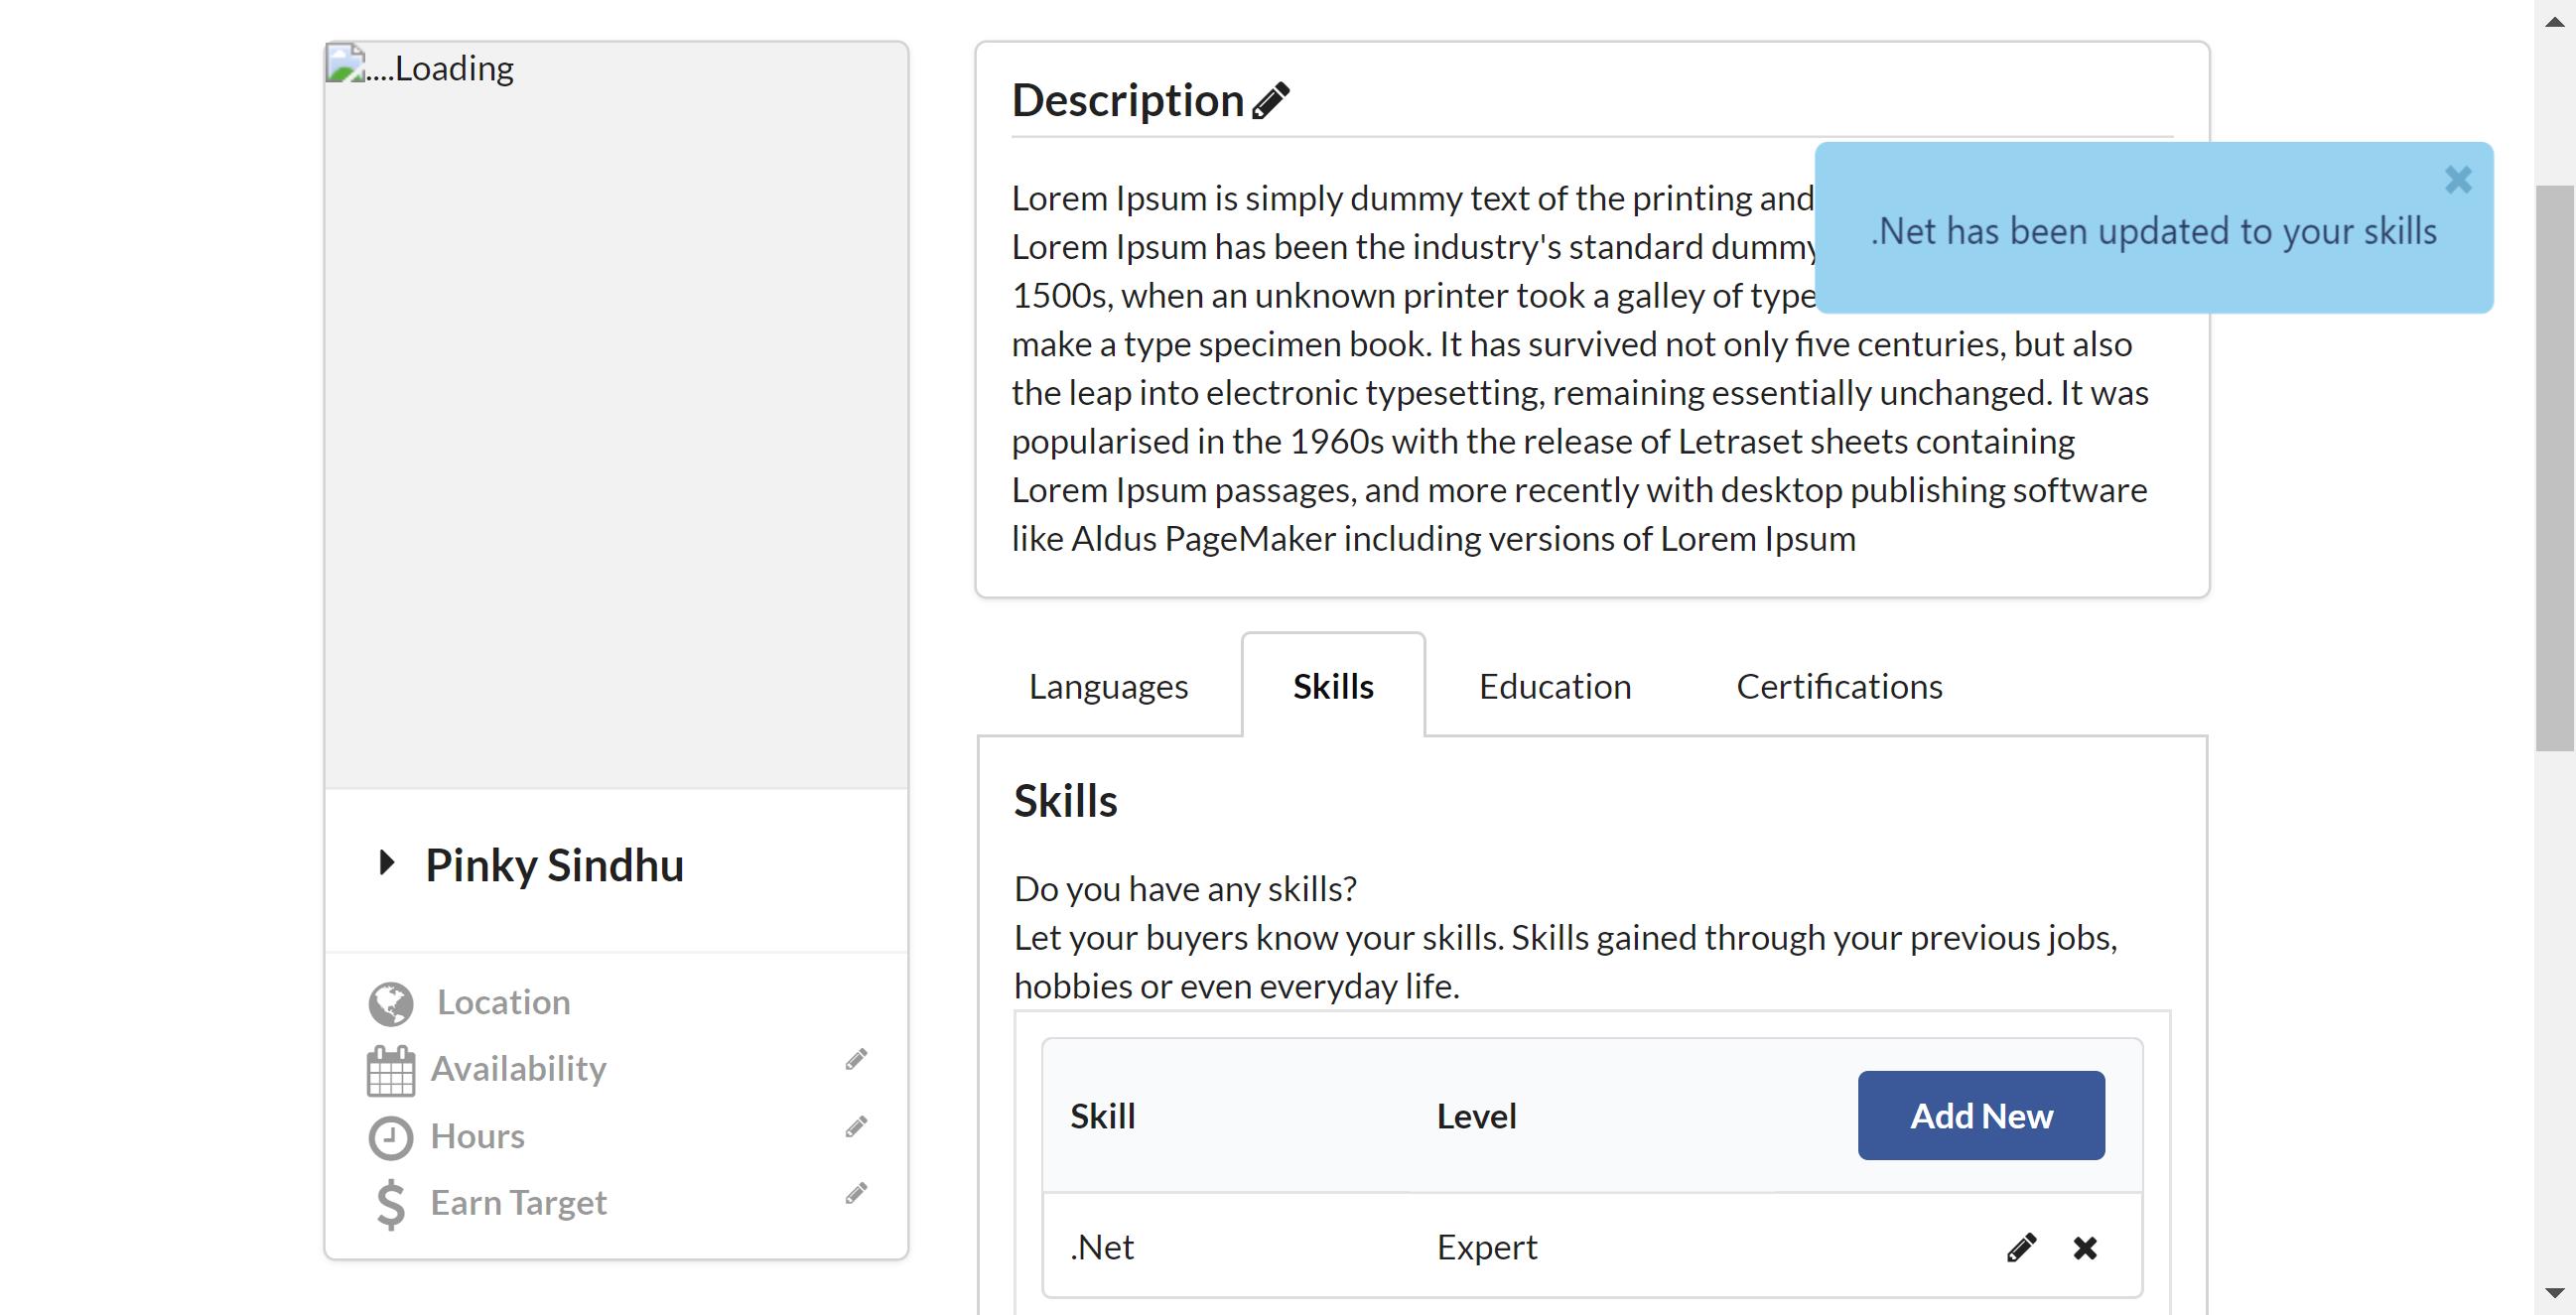 ....Loading
Pinky Sindhu
Location
Availability
Hours
Earn Target
Description
Lorem Ipsum is simply dummy text of the printing and
Lorem Ipsum has been the industry's standard dummy
1500s, when an unknown printer took a galley of type
make a type specimen book. It has survived not only five centuries, but also
the leap into electronic typesetting, remaining essentially unchanged. It was
popularised in the 1960s with the release of Letraset sheets containing
Lorem Ipsum passages, and more recently with desktop publishing software
like Aldus PageMaker including versions of Lorem Ipsum
.Net has been updated to your skills
Languages Skills Education Certifications
Skills
Do you have any skills?
Let your buyers know your skills. Skills gained through your previous jobs,
hobbies or even everyday life.
Skill Level Add New
.Net Expert